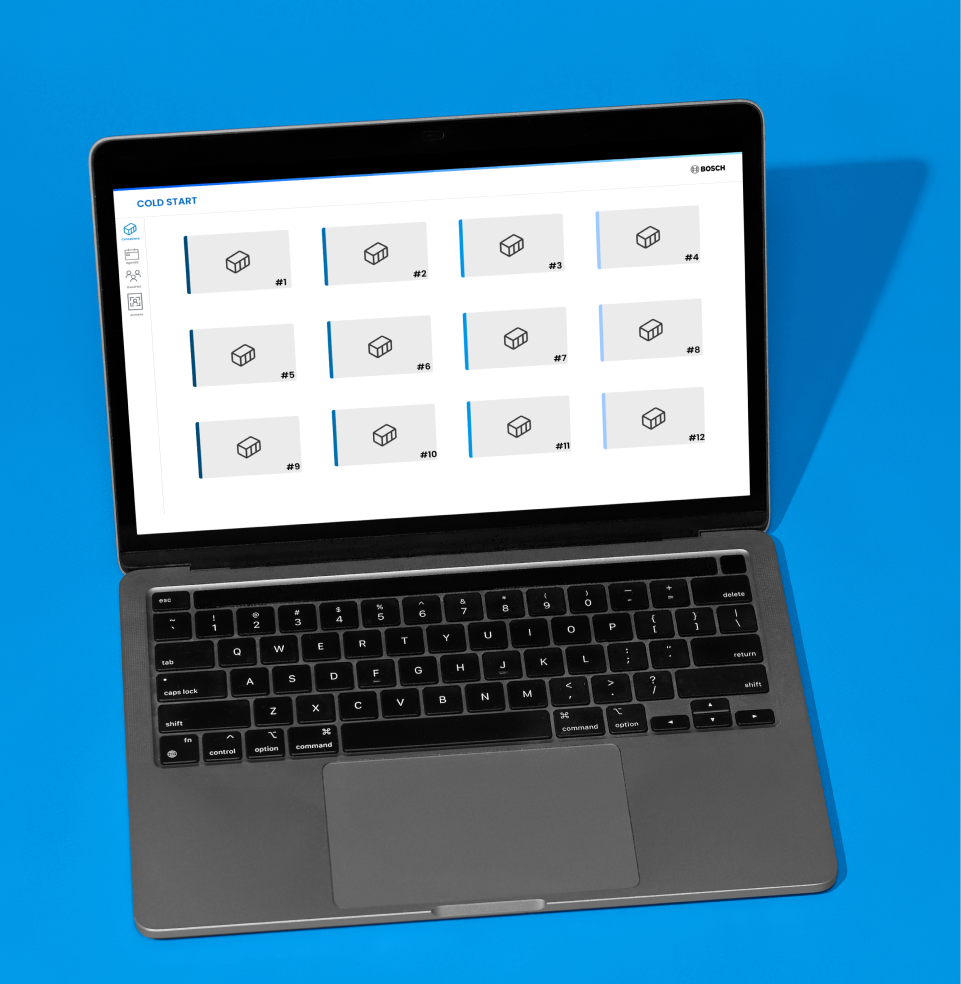 BOSCH
COLD START
Containers
#1
#2
#3
#4
#5
#6
#7
#8
#9
#10
#11
#12
esc
~ ! @ # $ % ^ & * ( ) _ + delete
` 1 2 3 4 5 6 7 8 9 0 - =
tab Q W E R T Y U I O P { } |
[ ] \
caps lock A S D F G H J K L : " return
; '
shift Z X C V B N M < > ? shift
, . /
fn ^ ⌥ ⌘ ⌘ ⌥
control option command command option